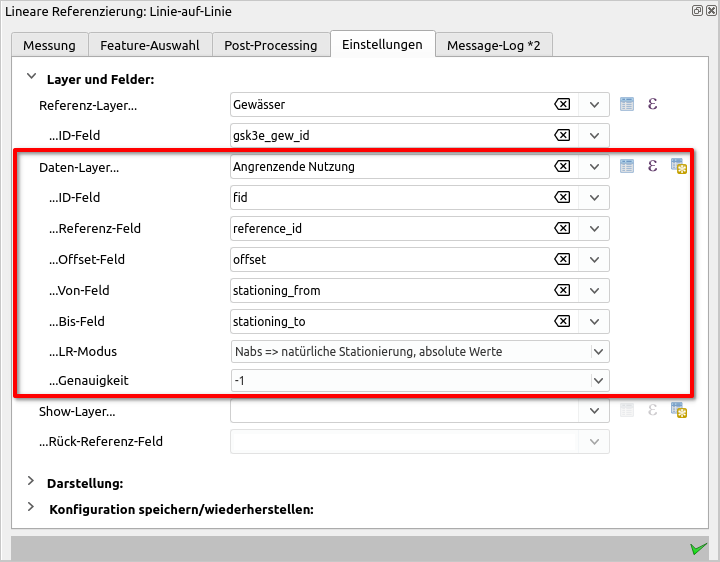 Lineare Referenzierung: Linie-auf-Linie
Messung Feature-Auswahl Post-Processing Einstellungen Message-Log *2
Layer und Felder:
Referenz-Layer... Gewässer ε
...ID-Feld gsk3e_gew_id
Daten-Layer... Angrenzende Nutzung ε
...ID-Feld fid
...Referenz-Feld reference_id
...Offset-Feld offset
...Von-Feld stationing_from
...Bis-Feld stationing_to
...LR-Modus Nabs => natürliche Stationierung, absolute Werte
...Genauigkeit -1
Show-Layer... ε
...Rück-Referenz-Feld
Darstellung:
Konfiguration speichern/wiederherstellen: